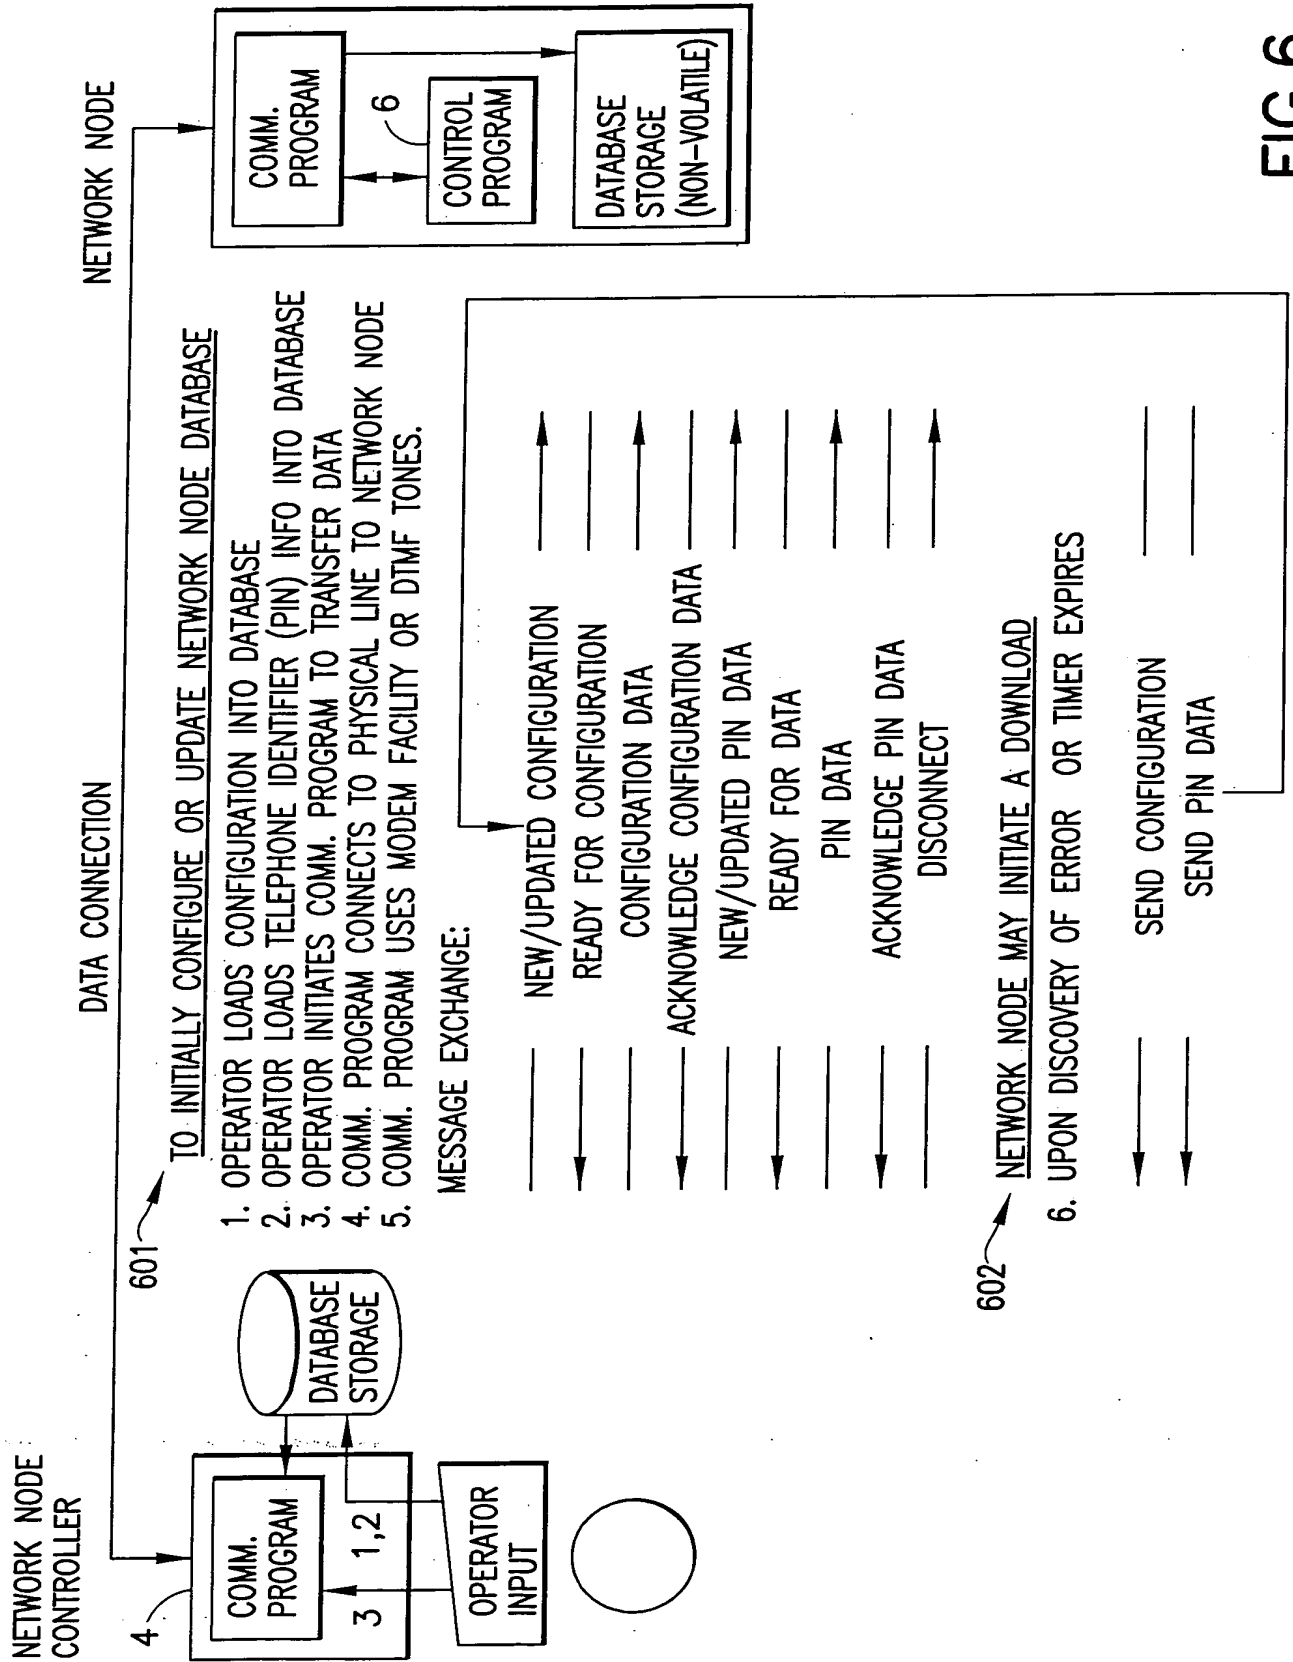 NETWORK NODE
CONTROLLER
DATA CONNECTION
NETWORK NODE
4
COMM.
PROGRAM
3
1,2
OPERATOR
INPUT
DATABASE
STORAGE
601
TO INITIALLY CONFIGURE OR UPDATE NETWORK NODE DATABASE
1. OPERATOR LOADS CONFIGURATION INTO DATABASE
2. OPERATOR LOADS TELEPHONE IDENTIFIER (PIN) INFO INTO DATABASE
3. OPERATOR INITIATES COMM. PROGRAM TO TRANSFER DATA
4. COMM. PROGRAM CONNECTS TO PHYSICAL LINE TO NETWORK NODE
5. COMM. PROGRAM USES MODEM FACILITY OR DTMF TONES.
MESSAGE EXCHANGE:
NEW/UPDATED CONFIGURATION
READY FOR CONFIGURATION
CONFIGURATION DATA
ACKNOWLEDGE CONFIGURATION DATA
NEW/UPDATED PIN DATA
READY FOR DATA
PIN DATA
ACKNOWLEDGE PIN DATA
DISCONNECT
602
NETWORK NODE MAY INITIATE A DOWNLOAD
6. UPON DISCOVERY OF ERROR OR TIMER EXPIRES
SEND CONFIGURATION
SEND PIN DATA
COMM.
PROGRAM
6
CONTROL
PROGRAM
DATABASE
STORAGE
(NON-VOLATILE)
FIG. 6